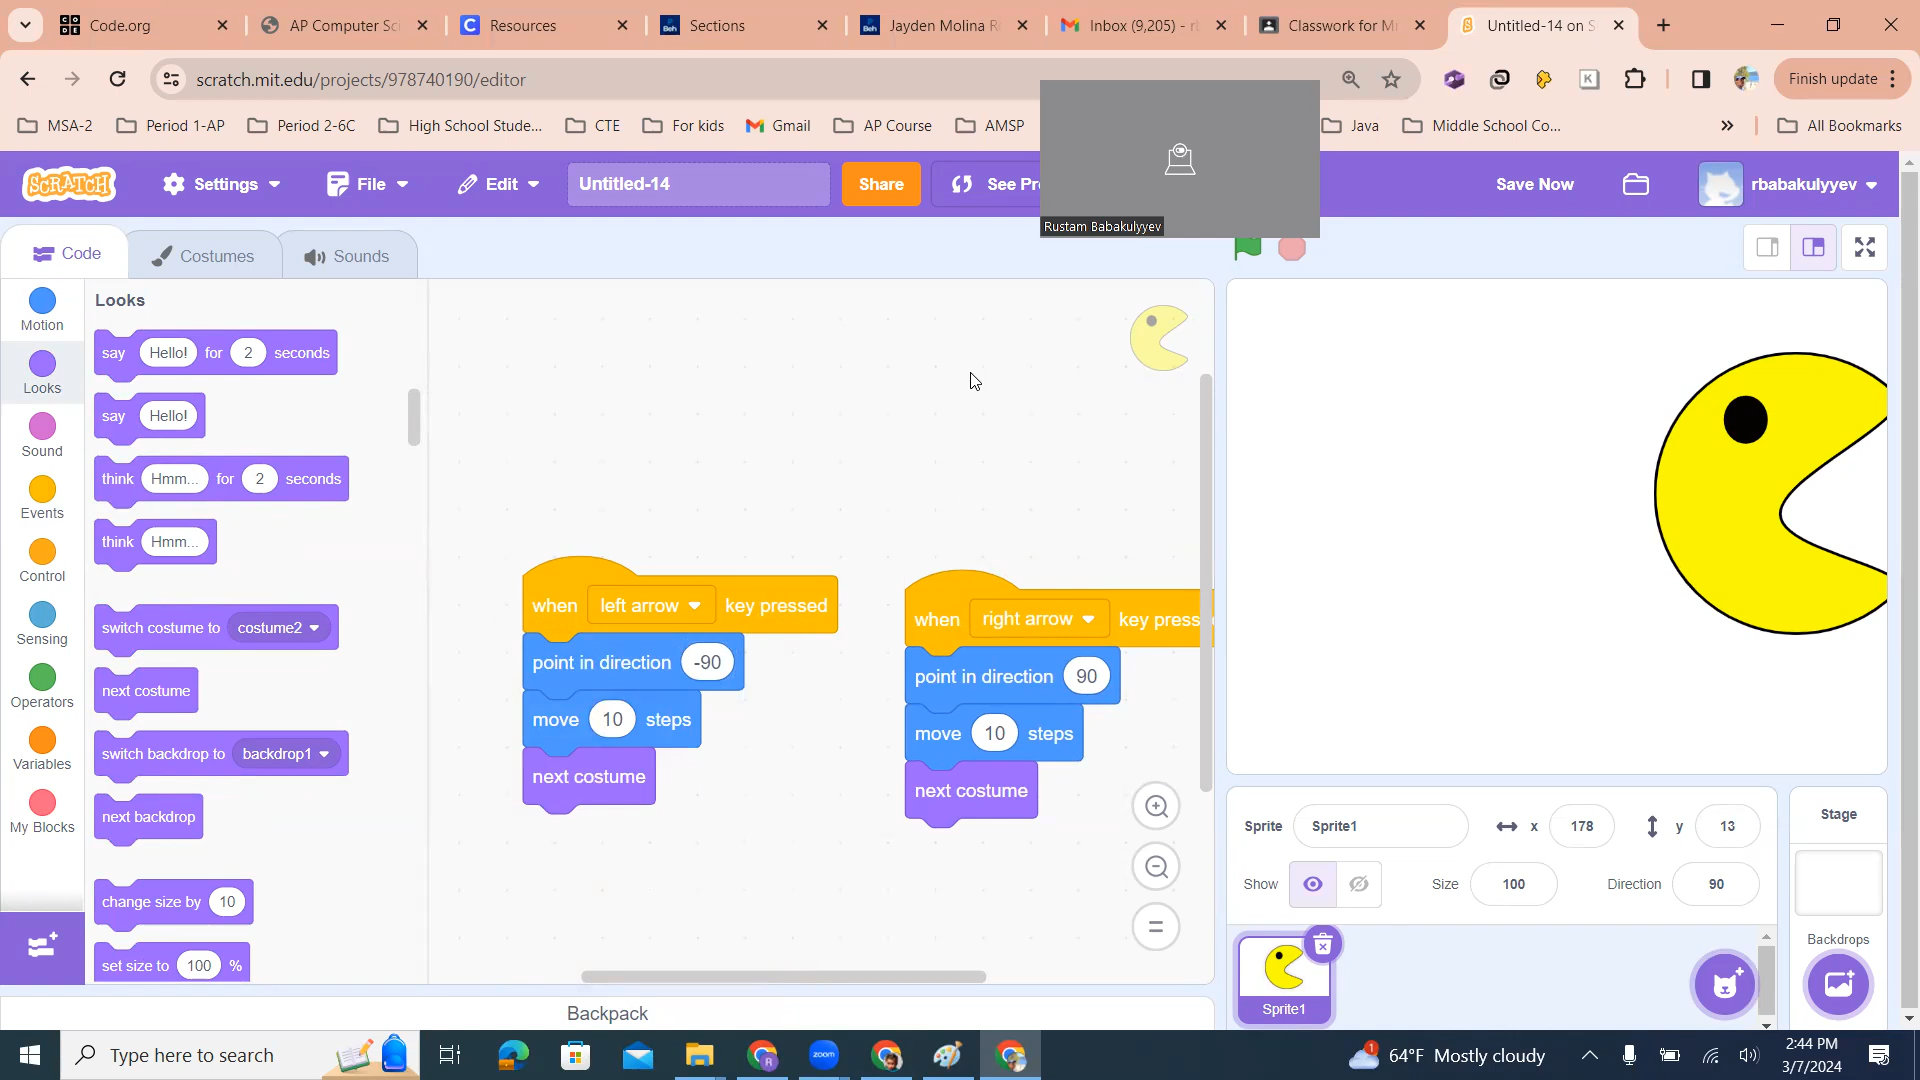 Code.org
AP Computer Sci
Resources
Sections
Jayden Molina R
Inbox (9,205) - rb
Classwork for Mr
Untitled-14 on S
scratch.mit.edu/projects/978740190/editor
Finish update
MSA-2
Period 1-AP
Period 2-6C
High School Stude...
CTE
For kids
Gmail
AP Course
AMSP
Java
Middle School Co...
All Bookmarks
SCRATCH
Settings
File
Edit
Untitled-14
Share
See Pr
Rustam Babakulyyev
Save Now
rbabakulyyev
Code
Costumes
Sounds
Motion
Looks
Sound
Events
Control
Sensing
Operators
Variables
My Blocks
Looks
say Hello! for 2 seconds
say Hello!
think Hmm... for 2 seconds
think Hmm...
switch costume to costume2
next costume
switch backdrop to backdrop1
next backdrop
change size by 10
set size to 100 %
when left arrow key pressed
point in direction -90
move 10 steps
next costume
when right arrow key presse
point in direction 90
move 10 steps
next costume
Backpack
Sprite Sprite1 x 178 y 13
Show Size 100 Direction 90
Sprite1
Stage
Backdrops
Type here to search
zoom
64°F Mostly cloudy
2:44 PM
3/7/2024